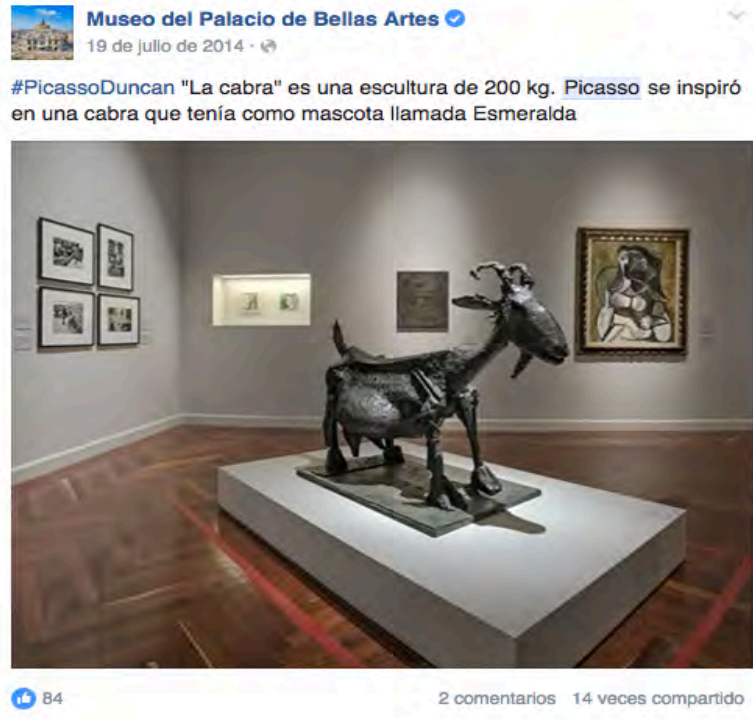 Museo del Palacio de Bellas Artes
19 de julio de 2014 ·
#PicassoDuncan "La cabra" es una escultura de 200 kg. Picasso se inspiró
en una cabra que tenía como mascota llamada Esmeralda
84
2 comentarios 14 veces compartido